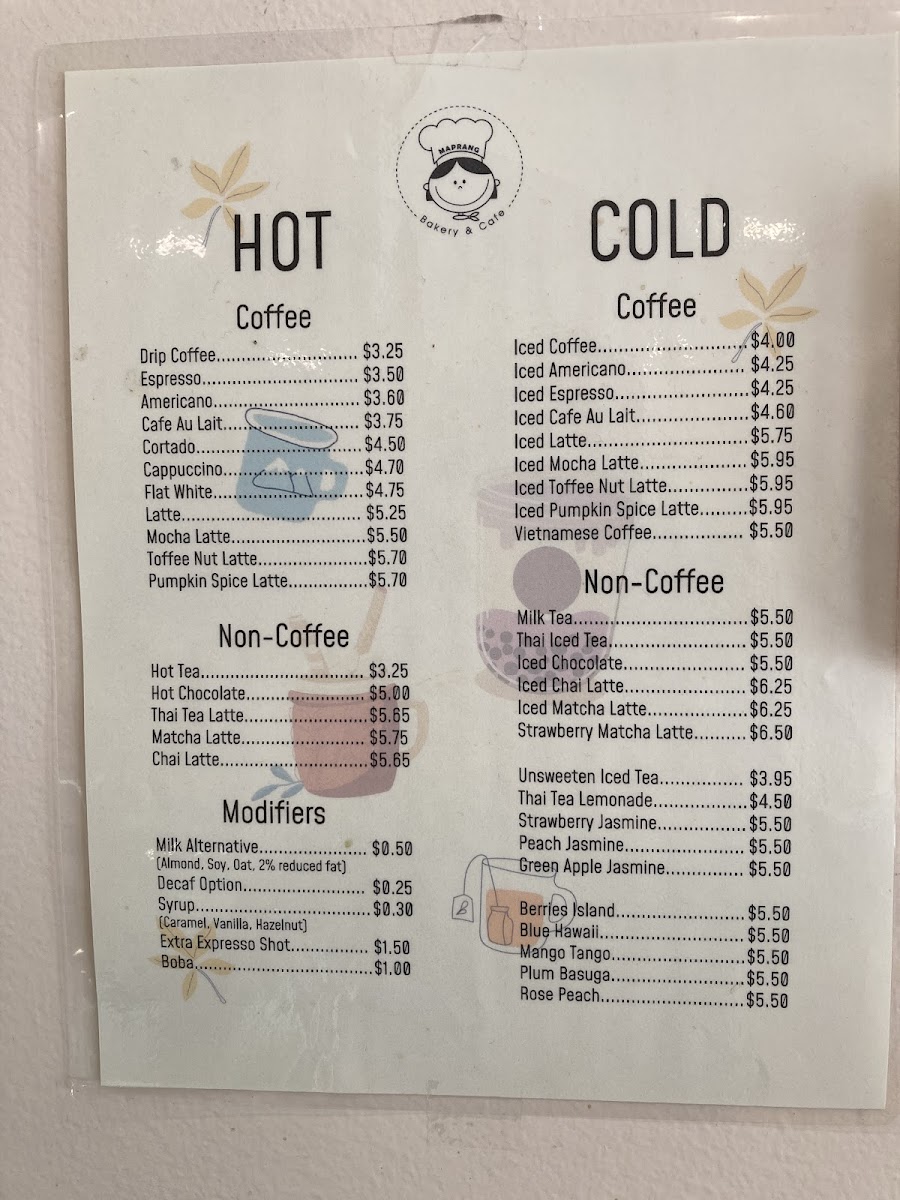 MAPRANG
Bakery & Cafe
HOT
Coffee
Drip Coffee.............................. $3.25
Espresso.................................. $3.50
Americano............................... $3.60
Cafe Au Lait............................. $3.75
Cortado................................... $4.50
Cappuccino..............................$4.70
Flat White................................$4.75
Latte....................................... $5.25
Mocha Latte.............................$5.50
Toffee Nut Latte.......................$5.70
Pumpkin Spice Latte.................$5.70
Non-Coffee
Hot Tea................................... $3.25
Hot Chocolate..........................$5.00
Thai Tea Latte...........................$5.65
Matcha Latte............................$5.75
Chai Latte................................$5.65
Modifiers
Milk Alternative....................... $0.50
(Almond, Soy, Oat, 2% reduced fat)
Decaf Option.......................... $0.25
Syrup......................................$0.30
(Caramel, Vanilla, Hazelnut)
Extra Expresso Shot................. $1.50
Boba.......................................$1.00
COLD
Coffee
Iced Coffee................................$4.00
Iced Americano......................... $4.25
Iced Espresso............................$4.25
Iced Cafe Au Lait........................$4.60
Iced Latte..................................$5.75
Iced Mocha Latte.......................$5.95
Iced Toffee Nut Latte.................$5.95
Iced Pumpkin Spice Latte..........$5.95
Vietnamese Coffee................... $5.50
Non-Coffee
Milk Tea.....................................$5.50
Thai Iced Tea..............................$5.50
Iced Chocolate...........................$5.50
Iced Chai Latte.......................... $6.25
Iced Matcha Latte......................$6.25
Strawberry Matcha Latte...........$6.50
Unsweeten Iced Tea.................. $3.95
Thai Tea Lemonade....................$4.50
Strawberry Jasmine................... $5.50
Peach Jasmine.......................... $5.50
Green Apple Jasmine................. $5.50
B
Berries Island............................ $5.50
Blue Hawaii................................$5.50
Mango Tango.............................$5.50
Plum Basuga..............................$5.50
Rose Peach................................$5.50